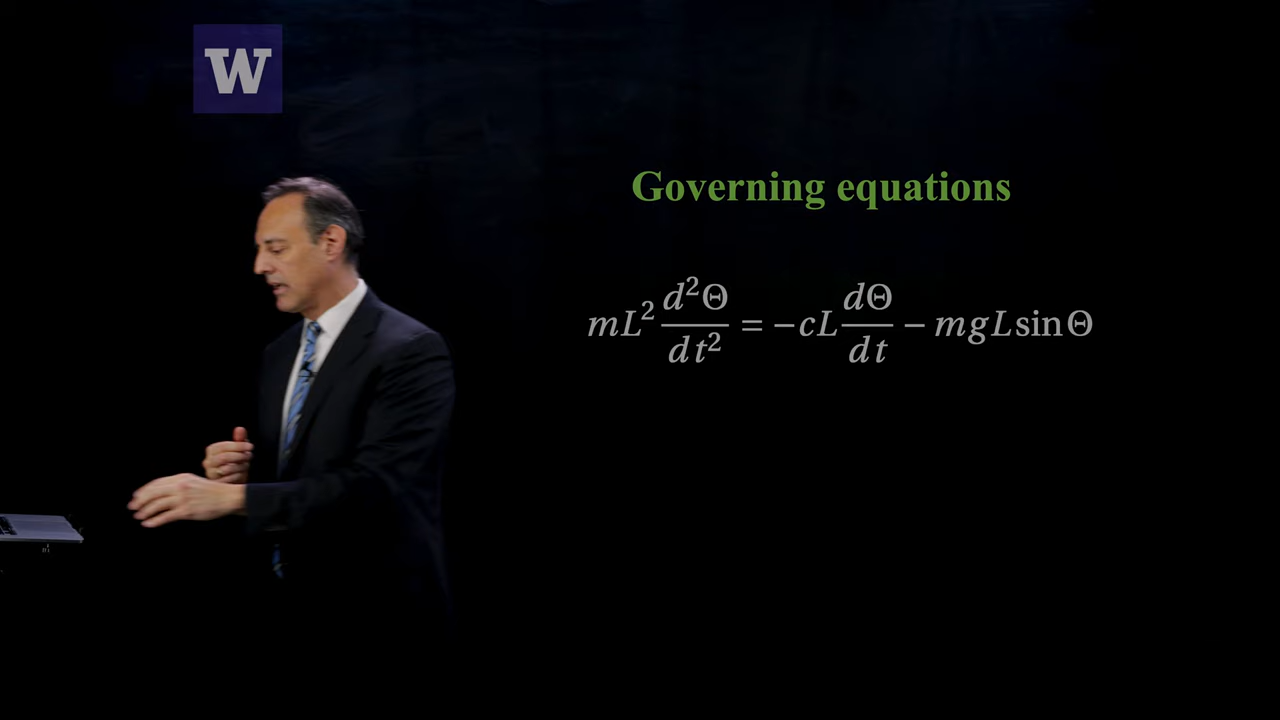 W
Governing equations
mL² d²Θ/dt² = −cL dΘ/dt − mgL sin Θ